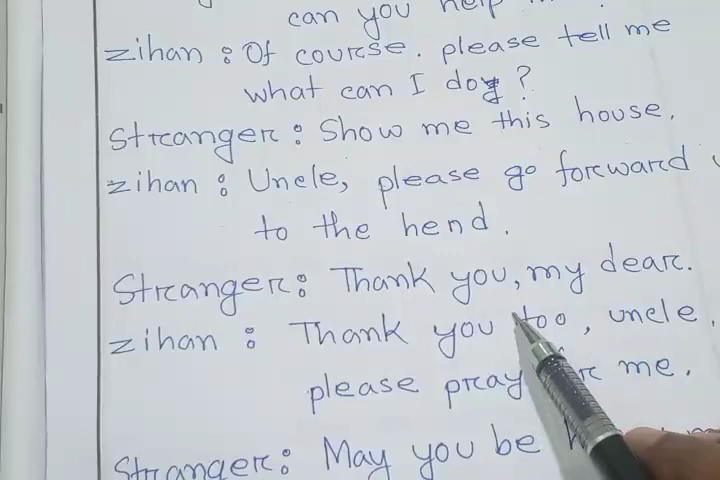 can you help
zihan : Of course. please tell me
what can I do?
Stranger : Show me this house.
zihan : Uncle, please go forward
to the hend.
Stranger : Thank you, my dear.
zihan : Thank you too, uncle.
please pray me.
Stranger : May you be